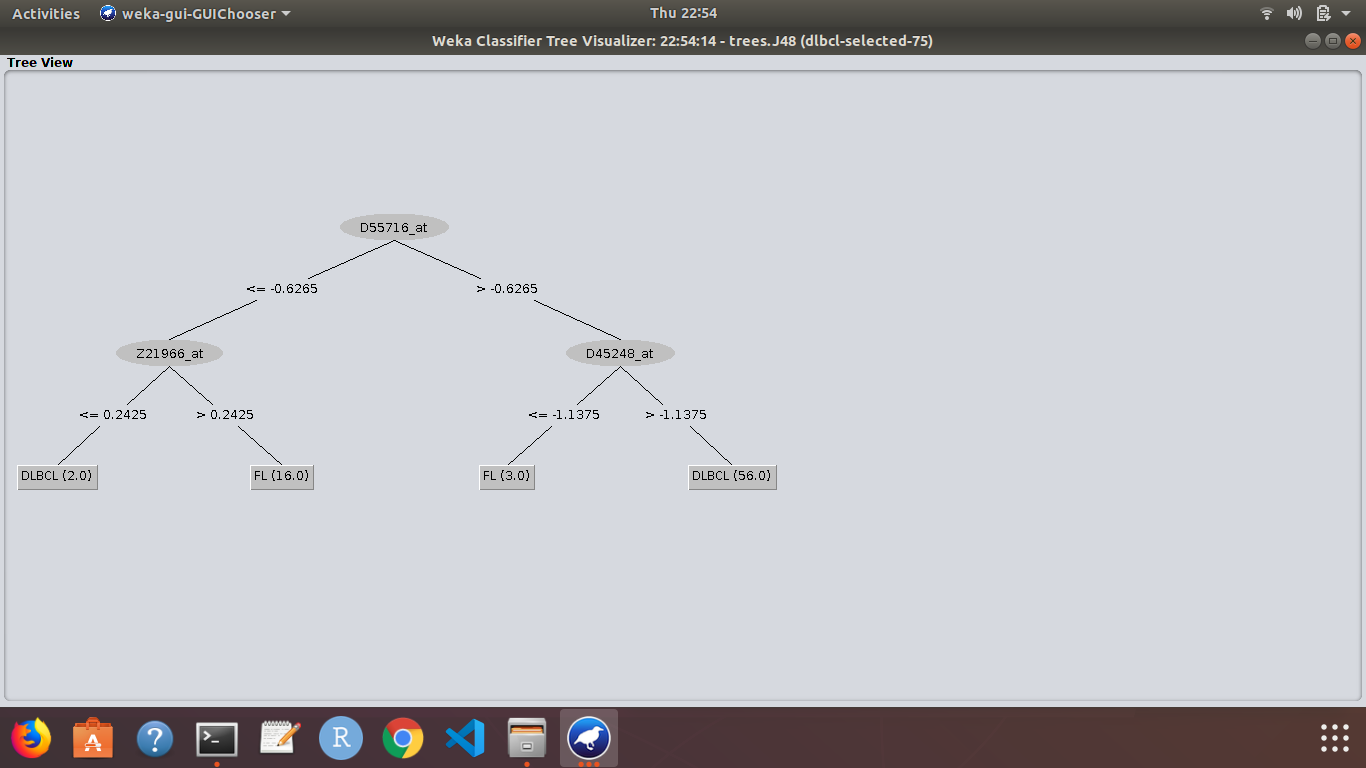 Activities weka-gui-GUIChooser Thu 22:54
Weka Classifier Tree Visualizer: 22:54:14 - trees.J48 (dlbcl-selected-75)
Tree View
D55716_at
<= -0.6265 > -0.6265
Z21966_at D45248_at
<= 0.2425 > 0.2425 <= -1.1375 > -1.1375
DLBCL (2.0) FL (16.0) FL (3.0) DLBCL (56.0)
A ? >_ R